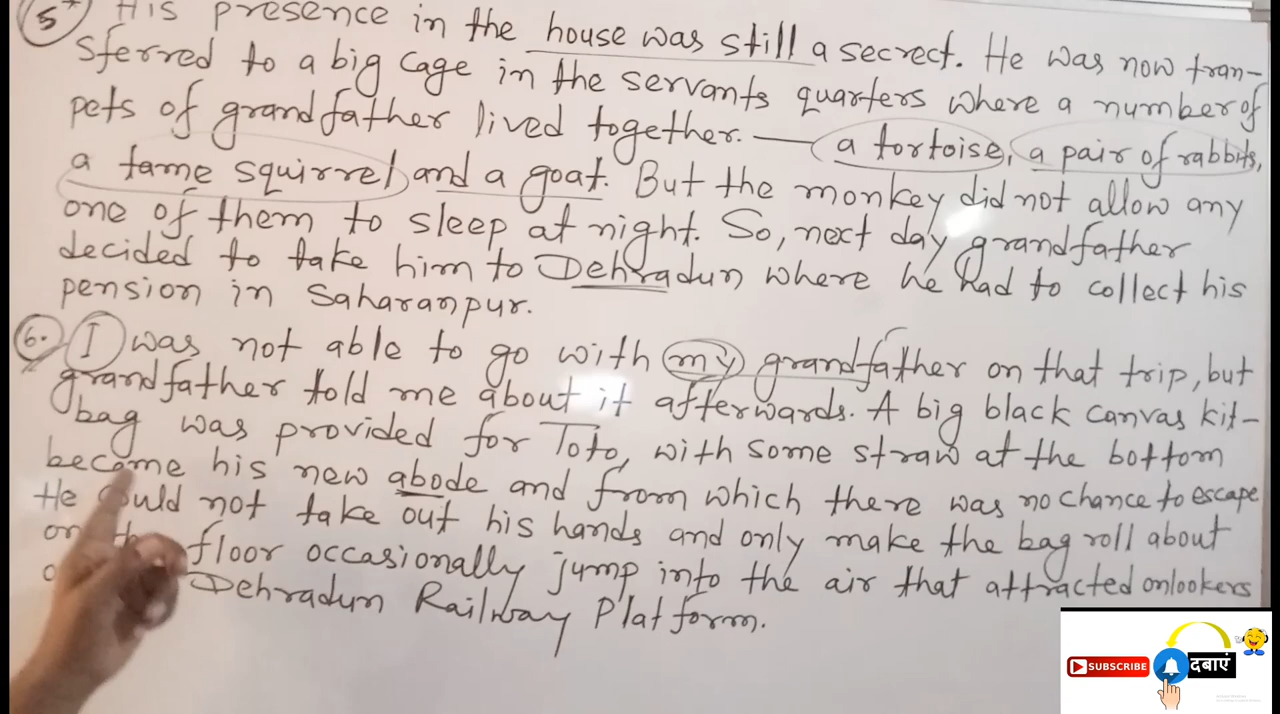 5 His presence in the house was still a secrect. He was now tran-
sferred to a big cage in the servants quarters where a number of
pets of grandfather lived together. — a tortoise, a pair of rabbits,
a tame squirrel and a goat. But the monkey did not allow any
one of them to sleep at night. So, next day grandfather
decided to take him to Dehradun where he had to collect his
pension in Saharanpur.
6. I was not able to go with my grandfather on that trip, but
grandfather told me about it afterwards. A big black canvas kit-
bag was provided for Toto, with some straw at the bottom
become his new abode and from which there was no chance to escape
He could not take out his hands and only make the bag roll about
on the floor occasionally jump into the air that attracted onlookers
Dehradun Railway Platform.
SUBSCRIBE
दबाएं